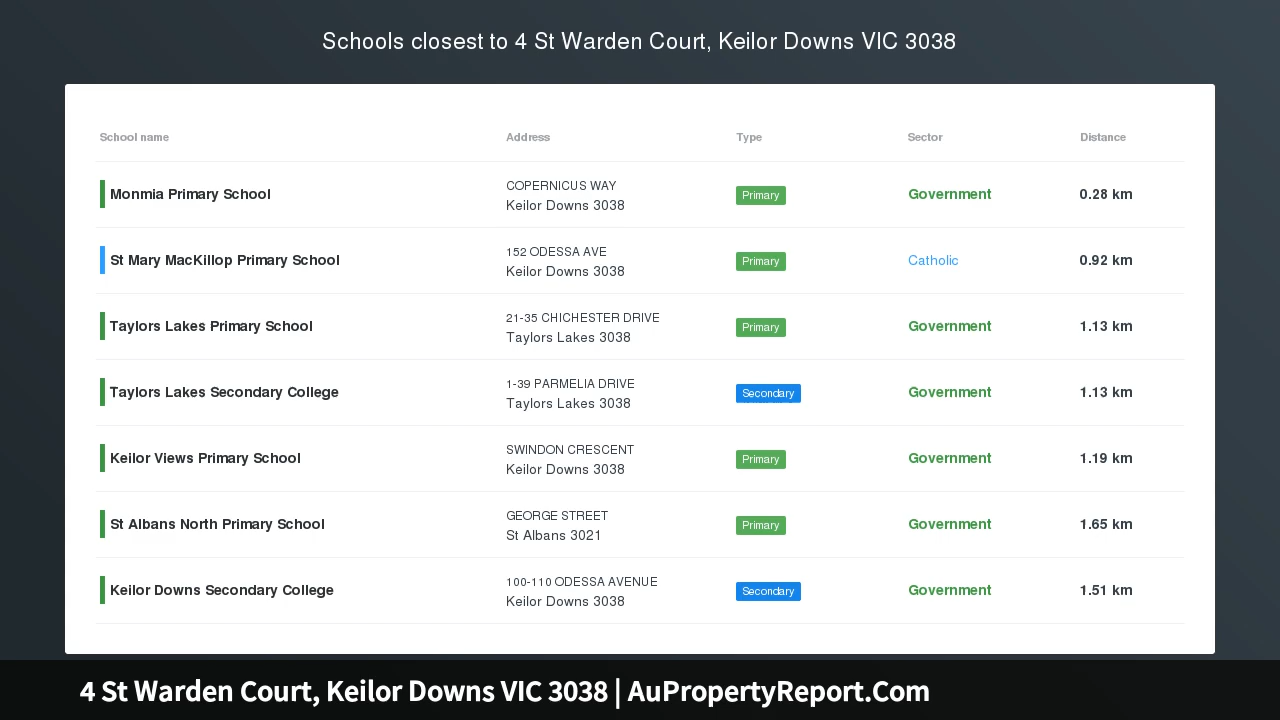 Schools closest to 4 St Warden Court, Keilor Downs VIC 3038
School name Address Type Sector Distance
Monmia Primary School COPERNICUS WAY Keilor Downs 3038 Primary Government 0.28 km
St Mary MacKillop Primary School 152 ODESSA AVE Keilor Downs 3038 Primary Catholic 0.92 km
Taylors Lakes Primary School 21-35 CHICHESTER DRIVE Taylors Lakes 3038 Primary Government 1.13 km
Taylors Lakes Secondary College 1-39 PARMELIA DRIVE Taylors Lakes 3038 Secondary Government 1.13 km
Keilor Views Primary School SWINDON CRESCENT Keilor Downs 3038 Primary Government 1.19 km
St Albans North Primary School GEORGE STREET St Albans 3021 Primary Government 1.65 km
Keilor Downs Secondary College 100-110 ODESSA AVENUE Keilor Downs 3038 Secondary Government 1.51 km
4 St Warden Court, Keilor Downs VIC 3038 | AuPropertyReport.Com